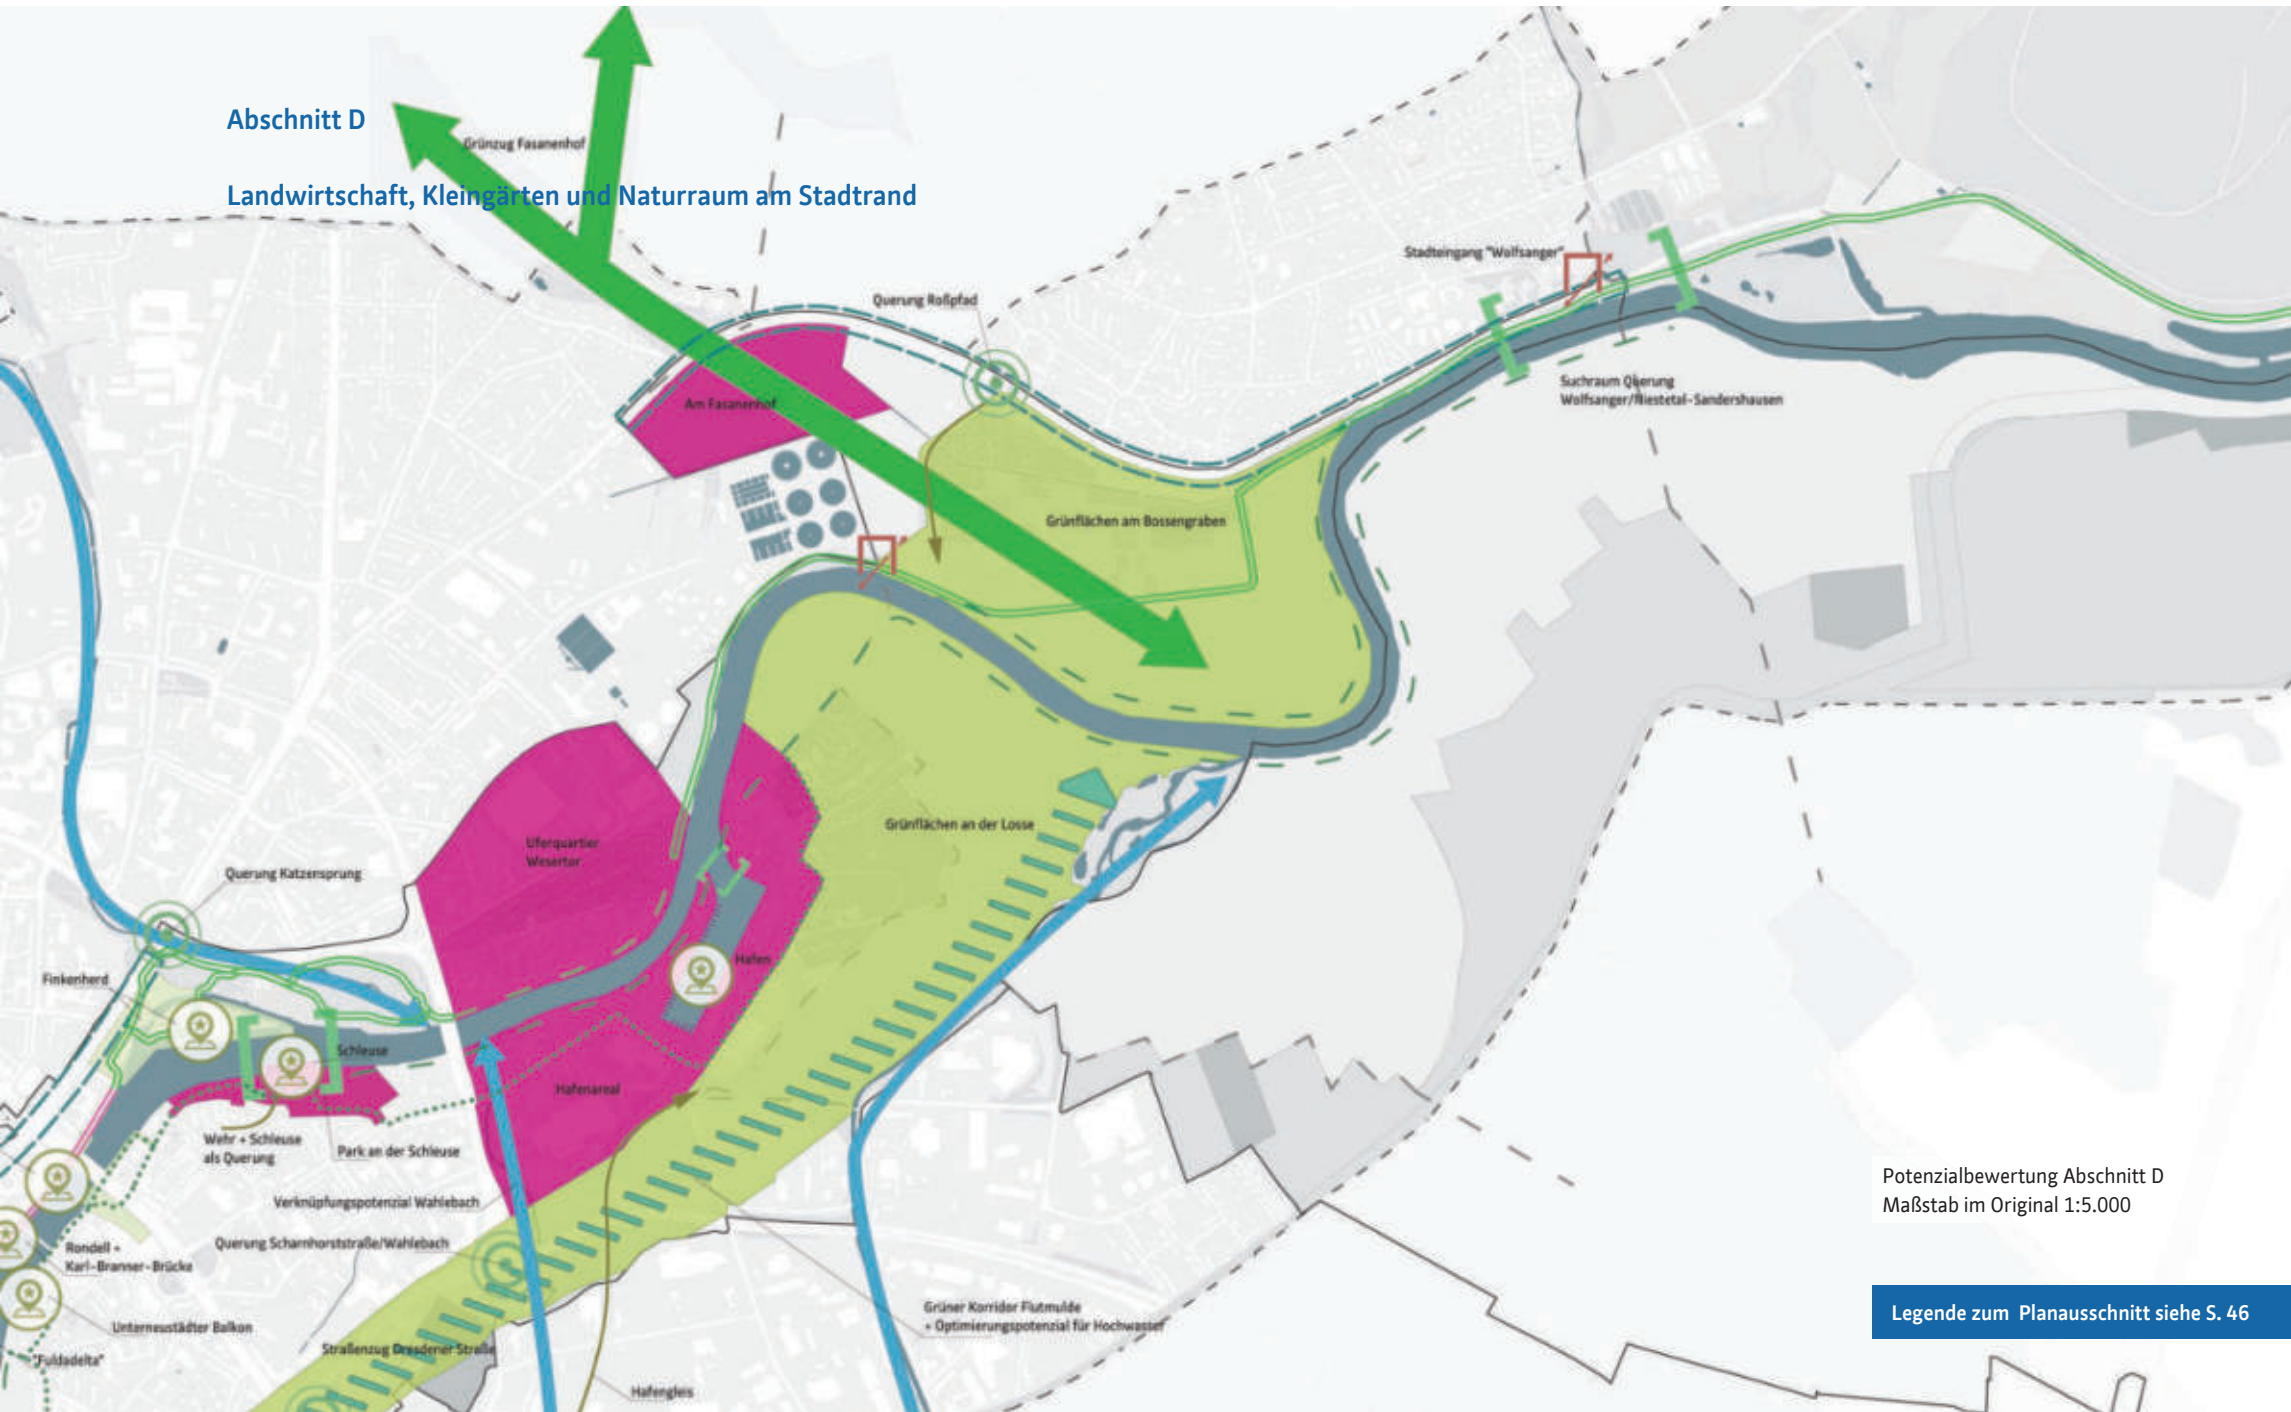 Abschnitt D
Grünzug Fasanenhof
Landwirtschaft, Kleingärten und Naturraum am Stadtrand
Stadteingang "Wolfsanger"
Querung Roßpfad
Suchraum Querung
Wolfsanger/Niestetal-Sandershausen
Am Fasanenhof
Grünflächen am Bossengraben
Grünflächen an der Losse
Uferquartier
Wesertor
Querung Katzensprung
Hafen
Finkenherd
Schleuse
Hafenareal
Wehr + Schleuse
als Querung
Park an der Schleuse
Verknüpfungspotenzial Wahlebach
Querung Scharnhorststraße/Wahlebach
Rondell +
Karl-Branner-Brücke
Unterneustädter Balkon
Straßenzug Dresdener Straße
"Fuldadelta"
Hafengleis
Grüner Korridor Flutmulde
+ Optimierungspotenzial für Hochwasser
Potenzialbewertung Abschnitt D
Maßstab im Original 1:5.000
Legende zum Planausschnitt siehe S. 46